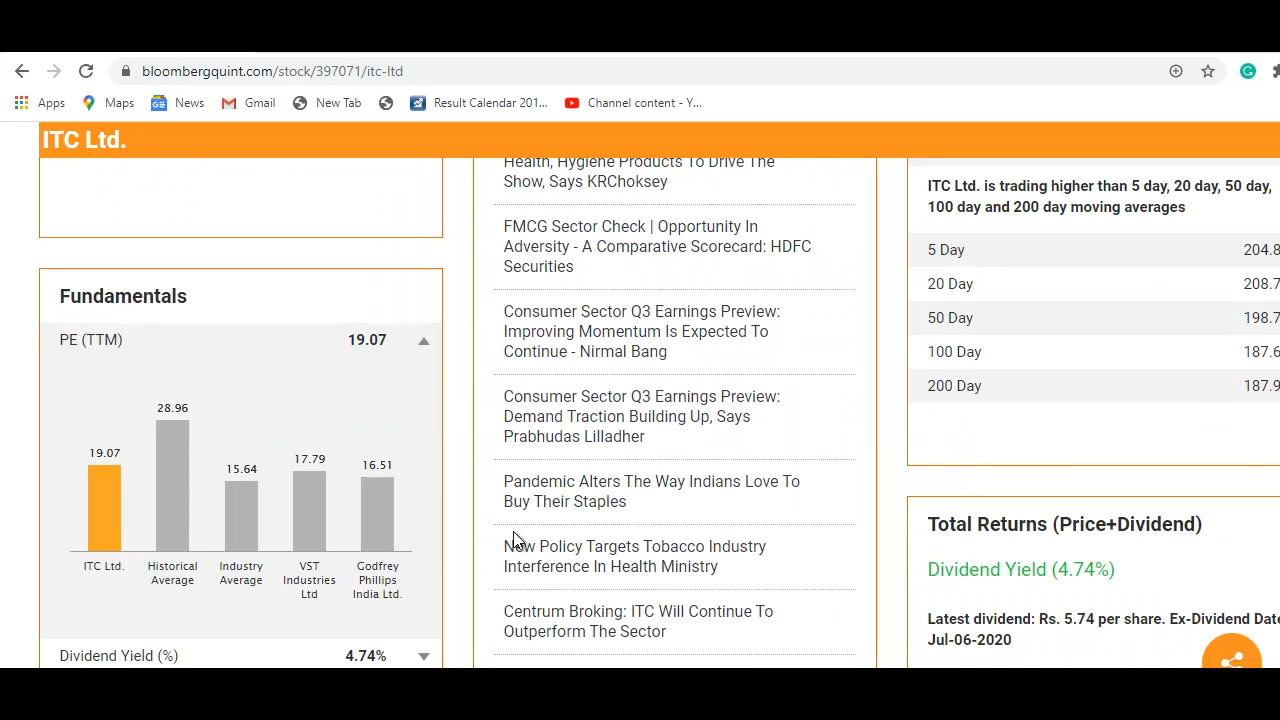 bloombergquint.com/stock/397071/itc-ltd
Apps Maps News Gmail New Tab Result Calendar 201... Channel content - Y...
ITC Ltd.
Fundamentals
PE (TTM) 19.07
19.07
28.96
15.64
17.79
16.51
ITC Ltd.
Historical
Average
Industry
Average
VST
Industries
Ltd
Godfrey
Phillips
India Ltd.
Dividend Yield (%) 4.74%
Health, Hygiene Products To Drive The
Show, Says KRChoksey
FMCG Sector Check | Opportunity In
Adversity - A Comparative Scorecard: HDFC
Securities
Consumer Sector Q3 Earnings Preview:
Improving Momentum Is Expected To
Continue - Nirmal Bang
Consumer Sector Q3 Earnings Preview:
Demand Traction Building Up, Says
Prabhudas Lilladher
Pandemic Alters The Way Indians Love To
Buy Their Staples
New Policy Targets Tobacco Industry
Interference In Health Ministry
Centrum Broking: ITC Will Continue To
Outperform The Sector
ITC Ltd. is trading higher than 5 day, 20 day, 50 day,
100 day and 200 day moving averages
5 Day 204.8
20 Day 208.7
50 Day 198.7
100 Day 187.6
200 Day 187.9
Total Returns (Price+Dividend)
Dividend Yield (4.74%)
Latest dividend: Rs. 5.74 per share. Ex-Dividend Date
Jul-06-2020